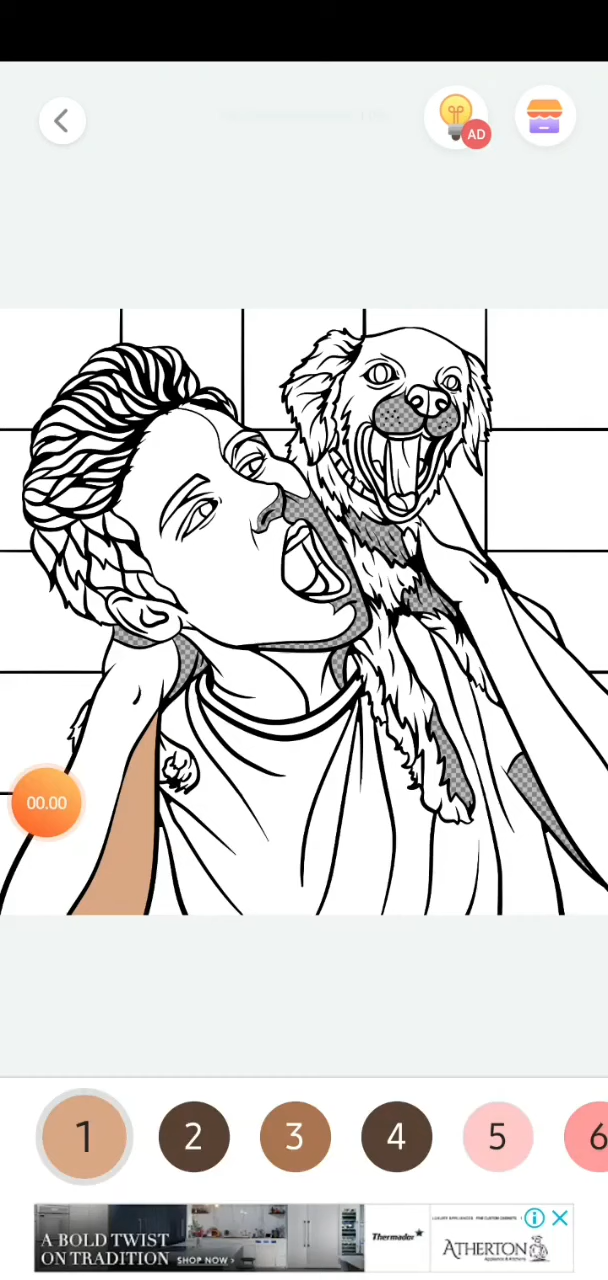 AD
00.00
1 2 3 4 5 6
A BOLD TWIST
ON TRADITION SHOP NOW ›
Thermador
ATHERTON